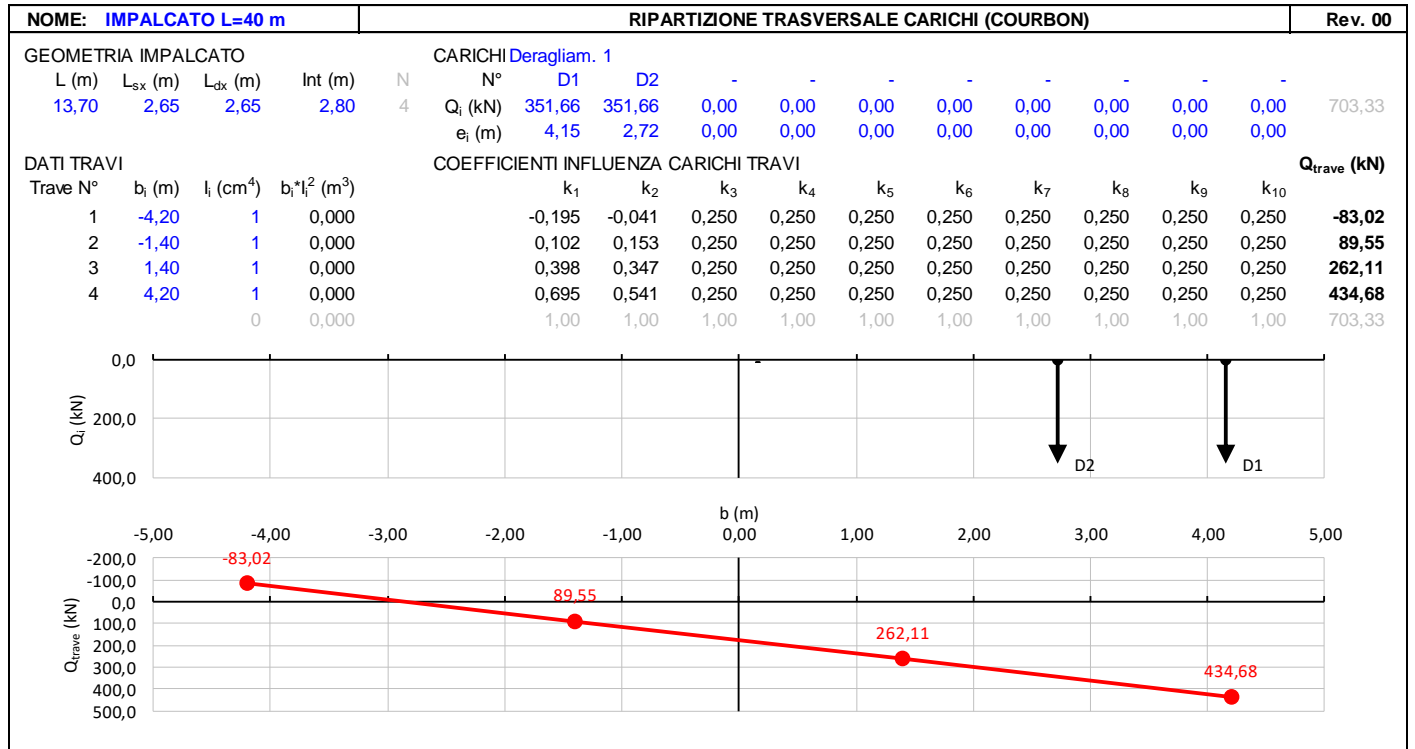 NOME: IMPALCATO L=40 m RIPARTIZIONE TRASVERSALE CARICHI (COURBON) Rev. 00
GEOMETRIA IMPALCATO CARICHI Deragliam. 1
L (m) Lsx (m) Ldx (m) Int (m) N N° D1 D2 - - - - - - - -
13,70 2,65 2,65 2,80 4 Qi (kN) 351,66 351,66 0,00 0,00 0,00 0,00 0,00 0,00 0,00 0,00 703,33
ei (m) 4,15 2,72 0,00 0,00 0,00 0,00 0,00 0,00 0,00 0,00
DATI TRAVI COEFFICIENTI INFLUENZA CARICHI TRAVI Qtrave (kN)
Trave N° bi (m) Ii (cm⁴) bi*Ii² (m³) k1 k2 k3 k4 k5 k6 k7 k8 k9 k10
1 -4,20 1 0,000 -0,195 -0,041 0,250 0,250 0,250 0,250 0,250 0,250 0,250 0,250 -83,02
2 -1,40 1 0,000 0,102 0,153 0,250 0,250 0,250 0,250 0,250 0,250 0,250 0,250 89,55
3 1,40 1 0,000 0,398 0,347 0,250 0,250 0,250 0,250 0,250 0,250 0,250 0,250 262,11
4 4,20 1 0,000 0,695 0,541 0,250 0,250 0,250 0,250 0,250 0,250 0,250 0,250 434,68
0 0,000 1,00 1,00 1,00 1,00 1,00 1,00 1,00 1,00 1,00 1,00 703,33
0,0
-
200,0
Qi (kN)
D2 D1
400,0
b (m)
-5,00 -4,00 -3,00 -2,00 -1,00 0,00 1,00 2,00 3,00 4,00 5,00
-200,0
-83,02
-100,0
89,55
0,0
100,0
262,11
200,0
Qtrave (kN)
300,0
434,68
400,0
500,0